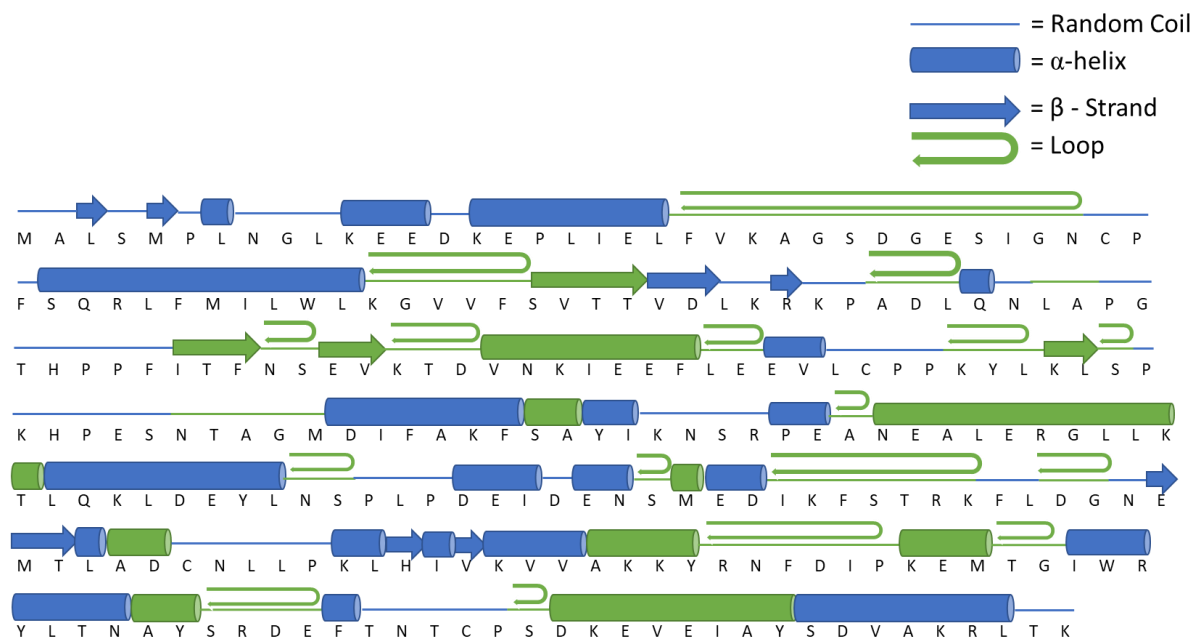 = Random Coil
= α-helix
= β - Strand
= Loop
M A L S M P L N G L K E E D K E P L I E L F V K A G S D G E S I G N C P
F S Q R L F M I L W L K G V V F S V T T V D L K R K P A D L Q N L A P G
T H P P F I T F N S E V K T D V N K I E E F L E E V L C P P K Y L K L S P
K H P E S N T A G M D I F A K F S A Y I K N S R P E A N E A L E R G L L K
T L Q K L D E Y L N S P L P D E I D E N S M E D I K F S T R K F L D G N E
M T L A D C N L L P K L H I V K V V A K K Y R N F D I P K E M T G I W R
Y L T N A Y S R D E F T N T C P S D K E V E I A Y S D V A K R L T K